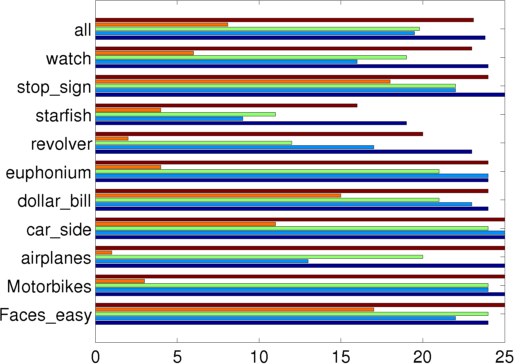 all
watch
stop_sign
starfish
revolver
euphonium
dollar_bill
car_side
airplanes
Motorbikes
Faces_easy
0 5 10 15 20 25